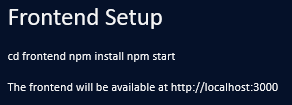 Frontend Setup
cd frontend npm install npm start
The frontend will be available at http://localhost:3000